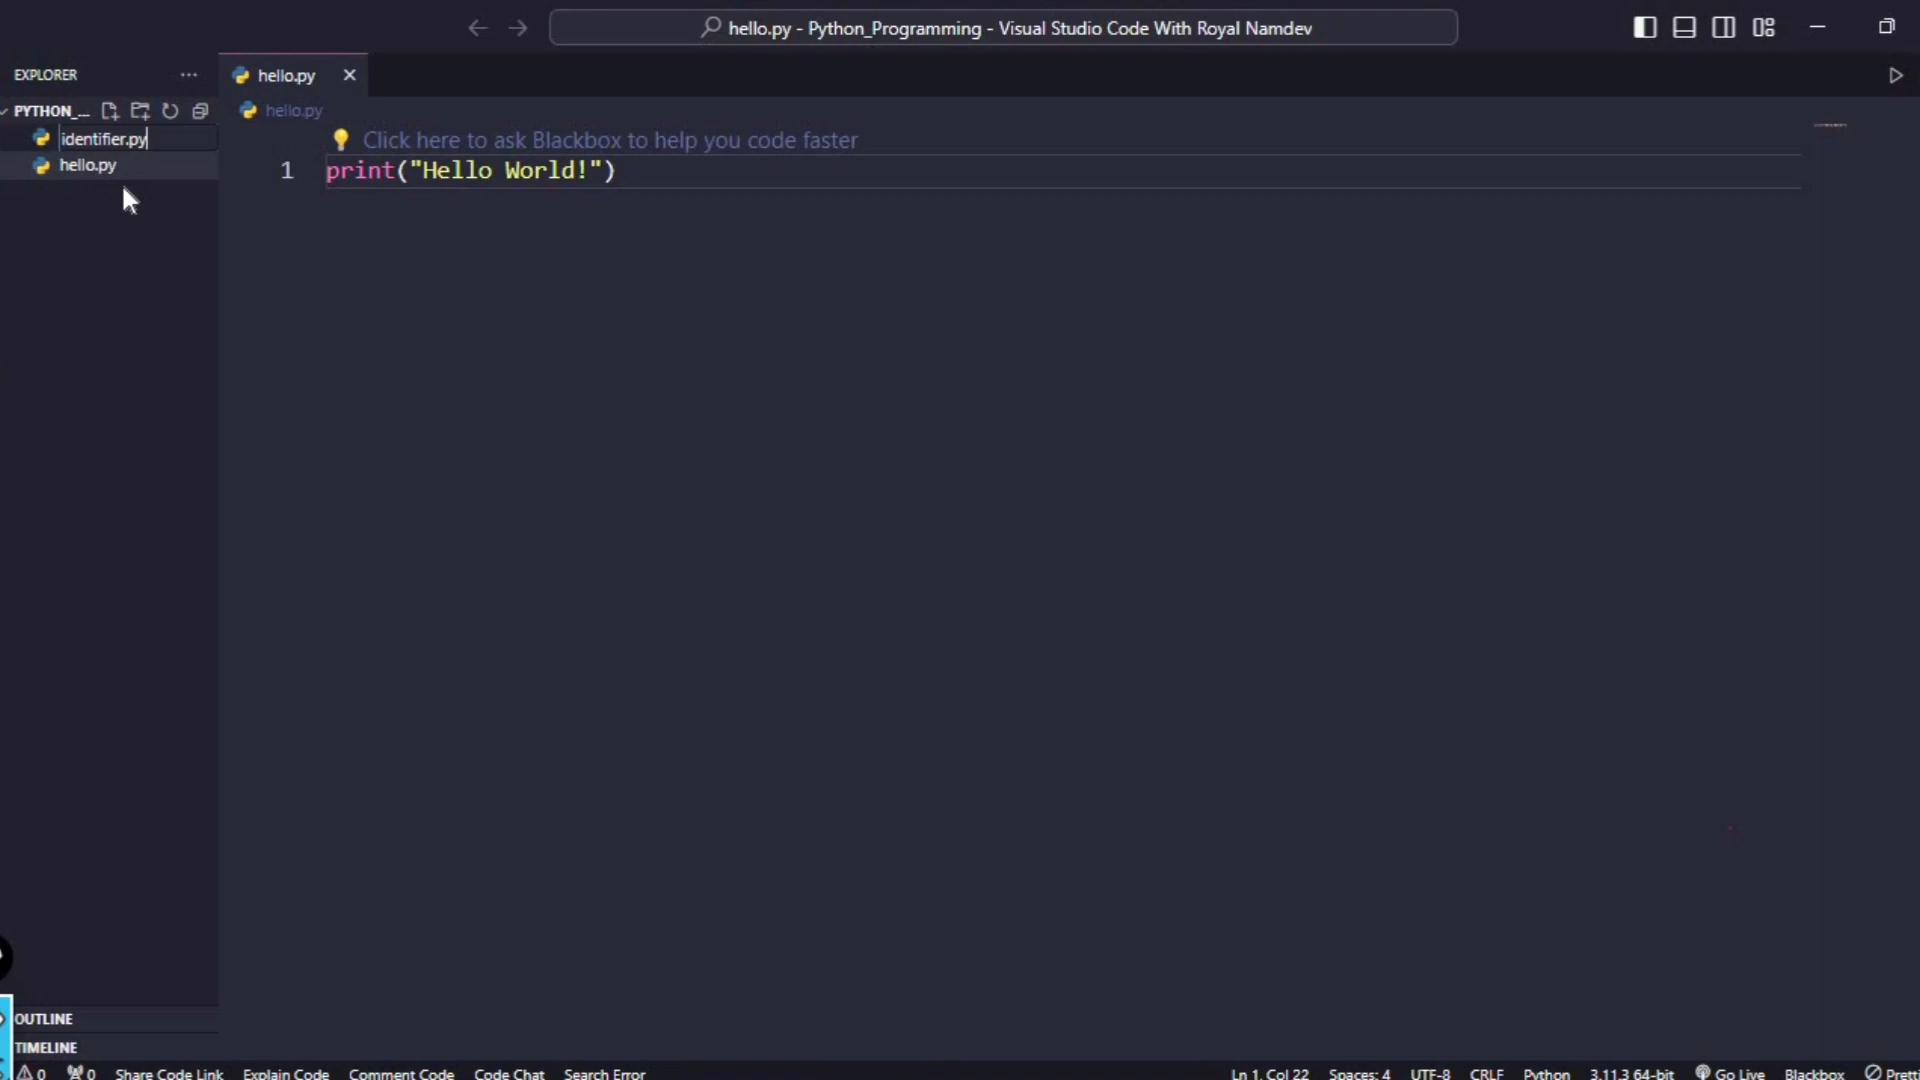 hello.py - Python_Programming - Visual Studio Code With Royal Namdev
EXPLORER
hello.py
PYTHON_...
hello.py
identifier.py
Click here to ask Blackbox to help you code faster
hello.py
1 print("Hello World!")
OUTLINE
TIMELINE
0 0 Share Code Link Explain Code Comment Code Code Chat Search Error Ln 1, Col 22 Spaces: 4 UTF-8 CRLF Python 3.11.3 64-bit Go Live Blackbox Pretti